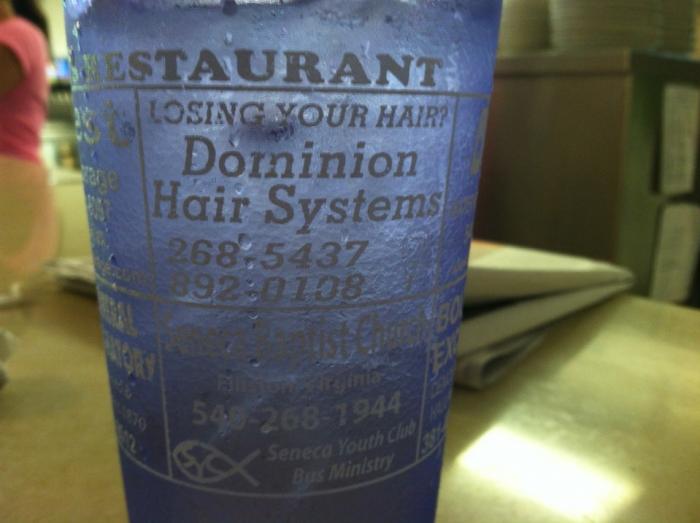 RESTAURANT
LOSING YOUR HAIR?
Dominion
Hair Systems
268-5437
892-0108
Seneca Baptist Church
Elliston, Virginia
540-268-1944
SYC
Seneca Youth Club
Bus Ministry